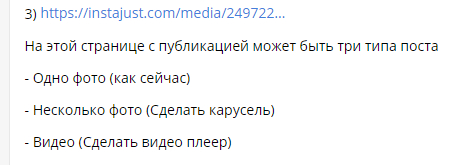 3) https://instajust.com/media/249722...
На этой странице с публикацией может быть три типа поста
- Одно фото (как сейчас)
- Несколько фото (Сделать карусель)
- Видео (Сделать видео плеер)